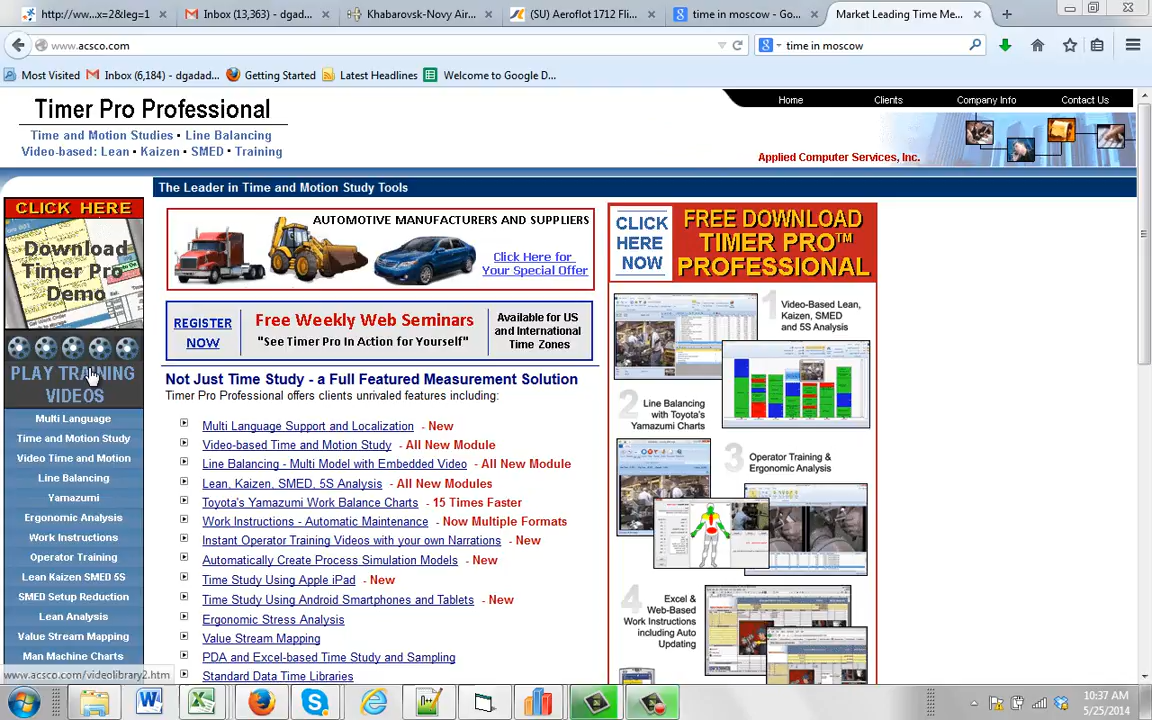 http://ww...x=2&leg=1
Inbox (13,363) - dgad...
Khabarovsk-Novy Air...
(SU) Aeroflot 1712 Fli...
time in moscow - Go...
Market Leading Time Me...
www.acsco.com
time in moscow
Most Visited
Inbox (6,184) - dgadad...
Getting Started
Latest Headlines
Welcome to Google D...
Timer Pro Professional
Time and Motion Studies • Line Balancing
Video-based: Lean • Kaizen • SMED • Training
Home
Clients
Company Info
Contact Us
Applied Computer Services, Inc.
The Leader in Time and Motion Study Tools
CLICK HERE
Download
Timer Pro
Demo
PLAY TRAINING
VIDEOS
Multi Language
Time and Motion Study
Video Time and Motion
Line Balancing
Yamazumi
Ergonomic Analysis
Work Instructions
Operator Training
Lean Kaizen SMED 5S
SMED Setup Reduction
Lean Analysis
Value Stream Mapping
Man Machine Charts
www.acsco.com/videolibrary2.htm
AUTOMOTIVE MANUFACTURERS AND SUPPLIERS
Click Here for
Your Special Offer
REGISTER
NOW
Free Weekly Web Seminars
"See Timer Pro In Action for Yourself"
Available for US
and International
Time Zones
Not Just Time Study - a Full Featured Measurement Solution
Timer Pro Professional offers clients unrivaled features including:
Multi Language Support and Localization - New
Video-based Time and Motion Study - All New Module
Line Balancing - Multi Model with Embedded Video - All New Module
Lean, Kaizen, SMED, 5S Analysis - All New Modules
Toyota's Yamazumi Work Balance Charts - 15 Times Faster
Work Instructions - Automatic Maintenance - Now Multiple Formats
Instant Operator Training Videos with your own Narrations - New
Automatically Create Process Simulation Models - New
Time Study Using Apple iPad - New
Time Study Using Android Smartphones and Tablets - New
Ergonomic Stress Analysis
Value Stream Mapping
PDA and Excel-based Time Study and Sampling
Standard Data Time Libraries
CLICK
HERE
NOW
FREE DOWNLOAD
TIMER PRO™
PROFESSIONAL
1
Video-Based Lean,
Kaizen, SMED
and 5S Analysis
2
Line Balancing
with Toyota's
Yamazumi Charts
3
Operator Training &
Ergonomic Analysis
4
Excel &
Web-Based
Work Instructions
including Auto
Updating
10:37 AM
5/25/2014